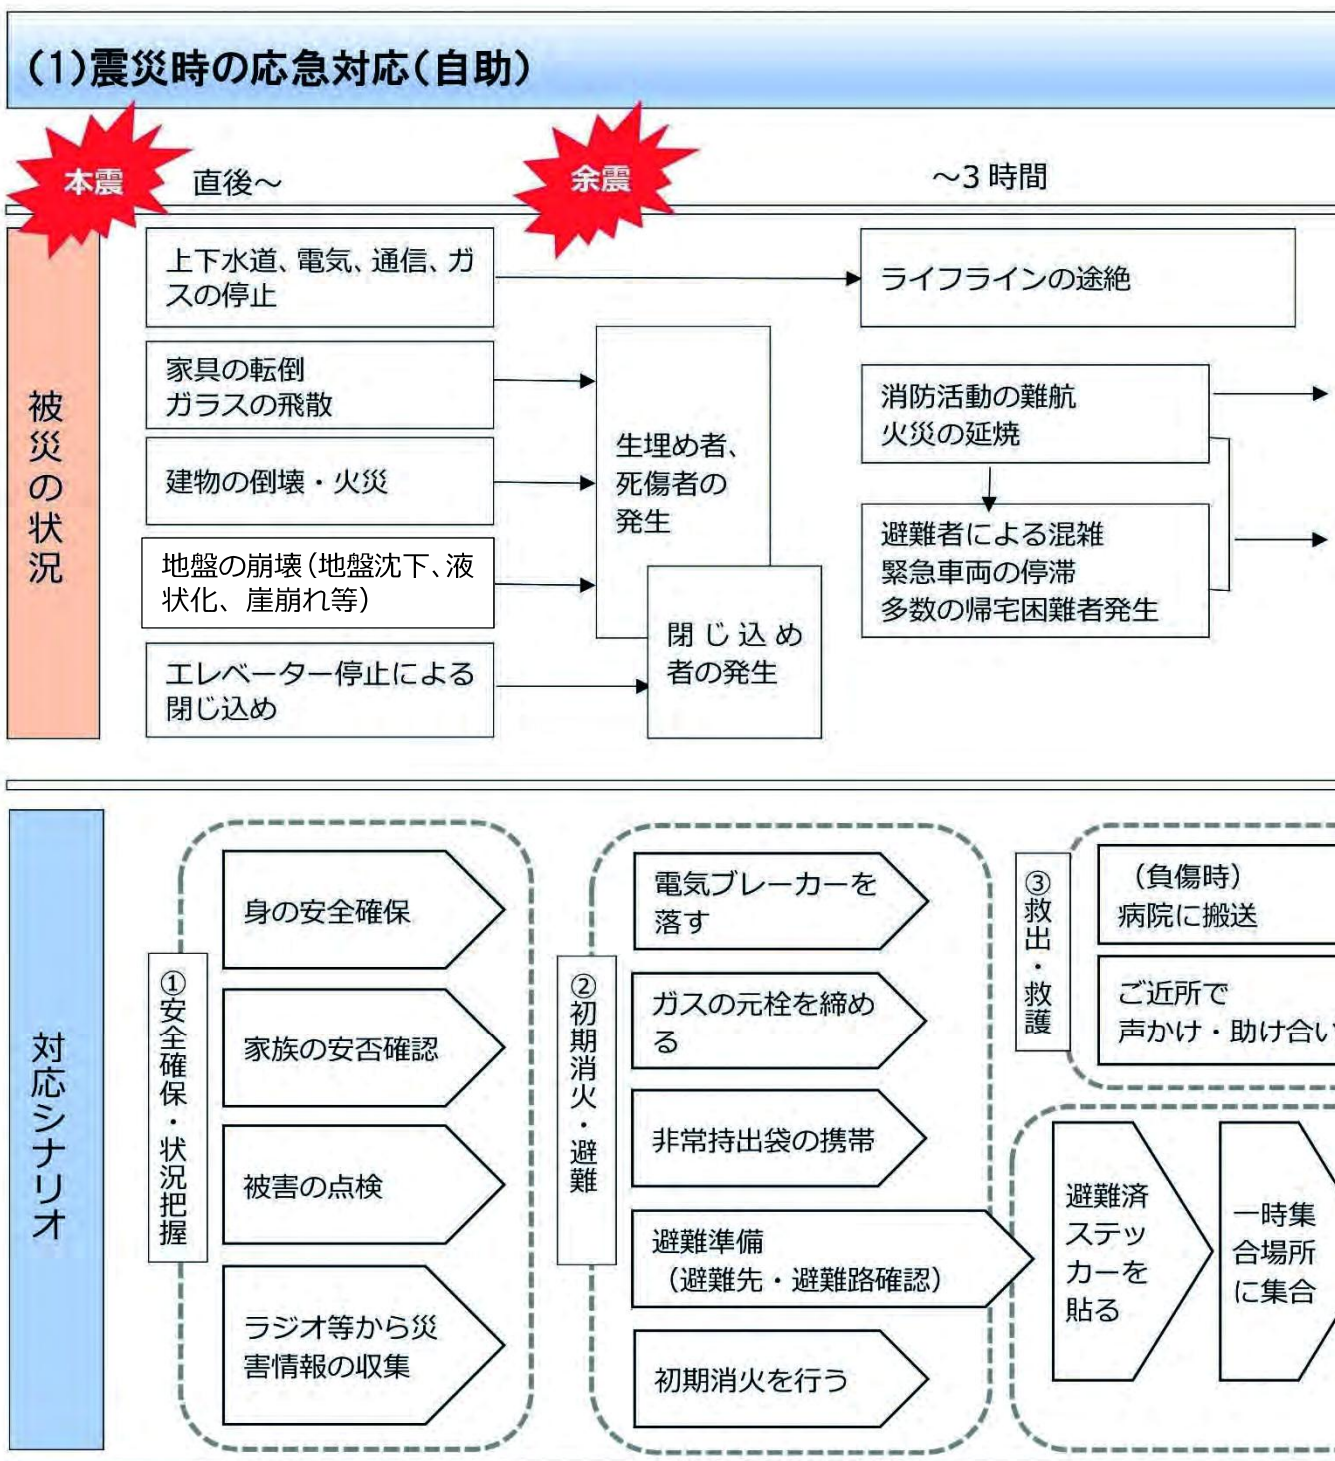 (1)震災時の応急対応(自助)
本震
直後～
余震
～3時間
被災の状況
上下水道、電気、通信、ガ
スの停止
ライフラインの途絶
家具の転倒
ガラスの飛散
建物の倒壊・火災
地盤の崩壊(地盤沈下、液
状化、崖崩れ等)
エレベーター停止による
閉じ込め
生埋め者、
死傷者の
発生
閉じ込め
者の発生
消防活動の難航
火災の延焼
避難者による混雑
緊急車両の停滞
多数の帰宅困難者発生
対応シナリオ
①安全確保・状況把握
身の安全確保
家族の安否確認
被害の点検
ラジオ等から災
害情報の収集
②初期消火・避難
電気ブレーカーを
落す
ガスの元栓を締め
る
非常持出袋の携帯
避難準備
(避難先・避難路確認)
初期消火を行う
③救出・救護
(負傷時)
病院に搬送
ご近所で
声かけ・助け合い
避難済
ステッ
カーを
貼る
一時集
合場所
に集合